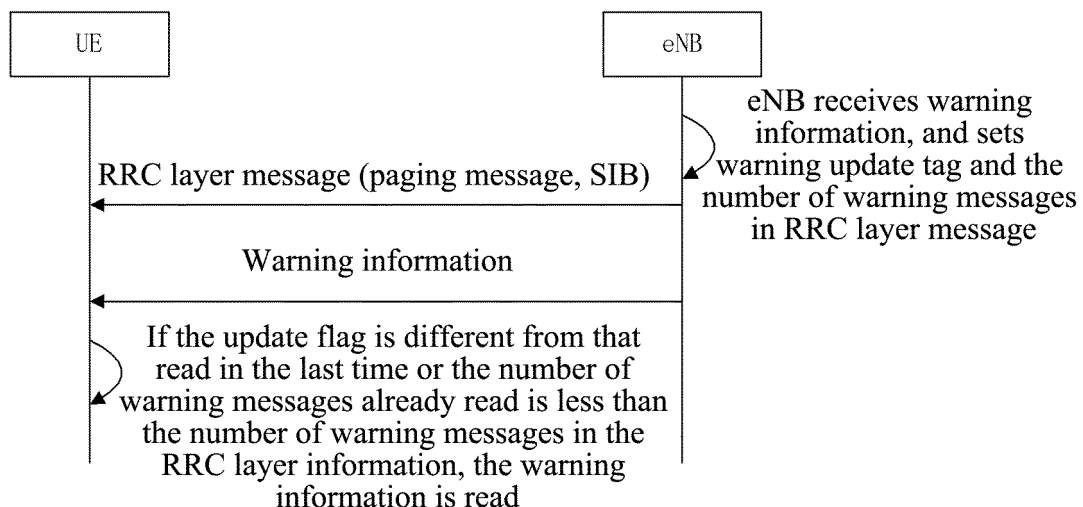 UE
eNB
eNB receives warning
information, and sets
warning update tag and the
number of warning messages
in RRC layer message
RRC layer message (paging message, SIB)
Warning information
If the update flag is different from that
read in the last time or the number of
warning messages already read is less than
the number of warning messages in the
RRC layer information, the warning
information is read